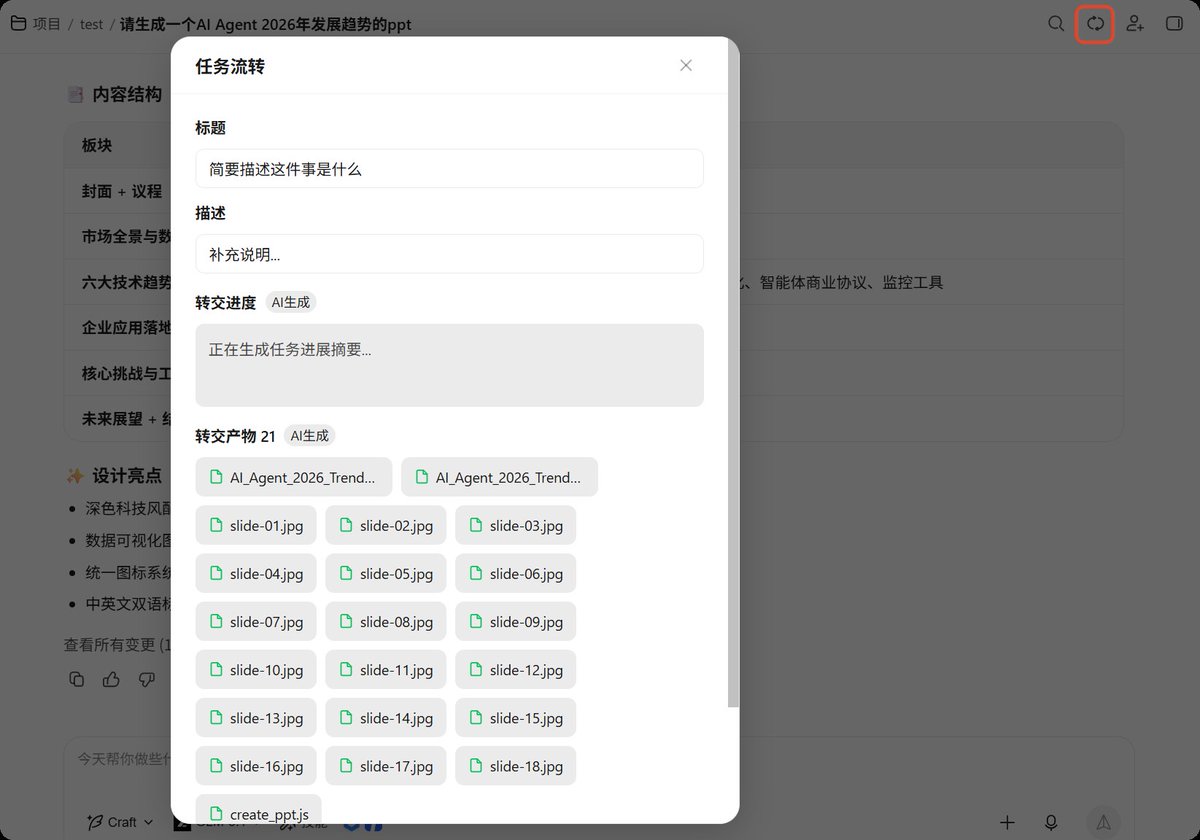 项目 / test / 请生成一个AI Agent 2026年发展趋势的ppt
内容结构
板块
封面 + 议程
市场全景与数
六大技术趋势
、智能体商业协议、监控工具
企业应用落地
核心挑战与工
未来展望 +
设计亮点
深色科技风配
数据可视化图
统一图标系统
中英文双语标
查看所有变更 (1
今天帮你做些什
Craft
任务流转
标题
简要描述这件事是什么
描述
补充说明...
转交进度 AI生成
正在生成任务进展摘要...
转交产物 21 AI生成
AI_Agent_2026_Trend... AI_Agent_2026_Trend...
slide-01.jpg slide-02.jpg slide-03.jpg
slide-04.jpg slide-05.jpg slide-06.jpg
slide-07.jpg slide-08.jpg slide-09.jpg
slide-10.jpg slide-11.jpg slide-12.jpg
slide-13.jpg slide-14.jpg slide-15.jpg
slide-16.jpg slide-17.jpg slide-18.jpg
create_ppt.js